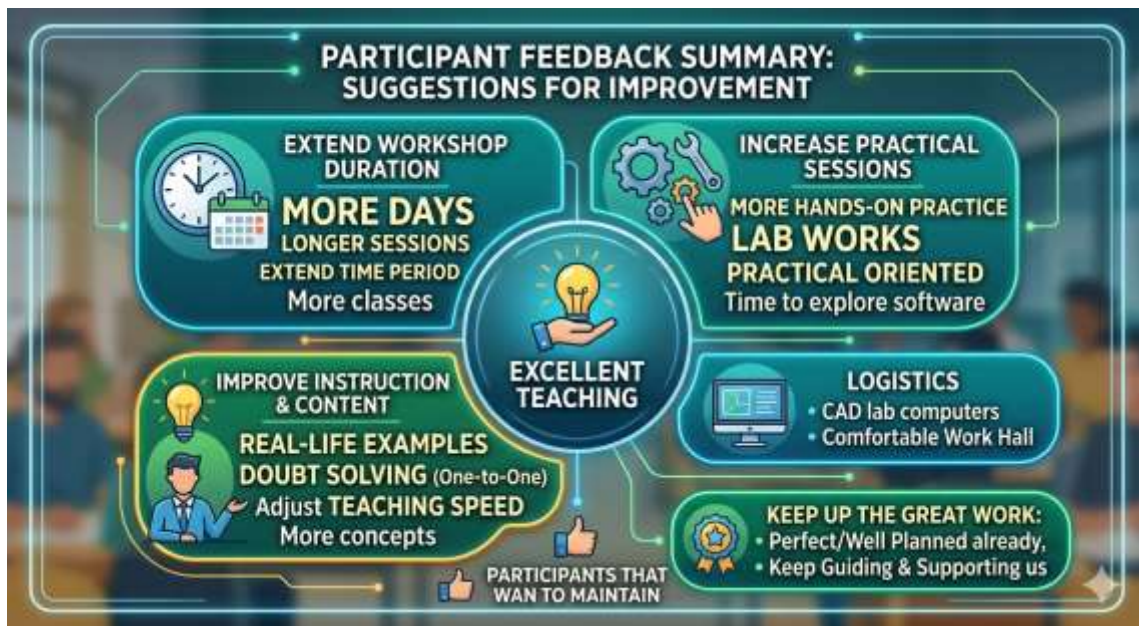 PARTICIPANT FEEDBACK SUMMARY:
SUGGESTIONS FOR IMPROVEMENT
EXTEND WORKSHOP
DURATION
MORE DAYS
LONGER SESSIONS
EXTEND TIME PERIOD
More classes
INCREASE PRACTICAL
SESSIONS
MORE HANDS-ON PRACTICE
LAB WORKS
PRACTICAL ORIENTED
Time to explore software
EXCELLENT
TEACHING
IMPROVE INSTRUCTION
& CONTENT
REAL-LIFE EXAMPLES
DOUBT SOLVING (One-to-One)
Adjust TEACHING SPEED
More concepts
LOGISTICS
• CAD lab computers
• Comfortable Work Hall
KEEP UP THE GREAT WORK:
• Perfect/Well Planned already,
• Keep Guiding & Supporting us
PARTICIPANTS THAT
WAN TO MAINTAIN